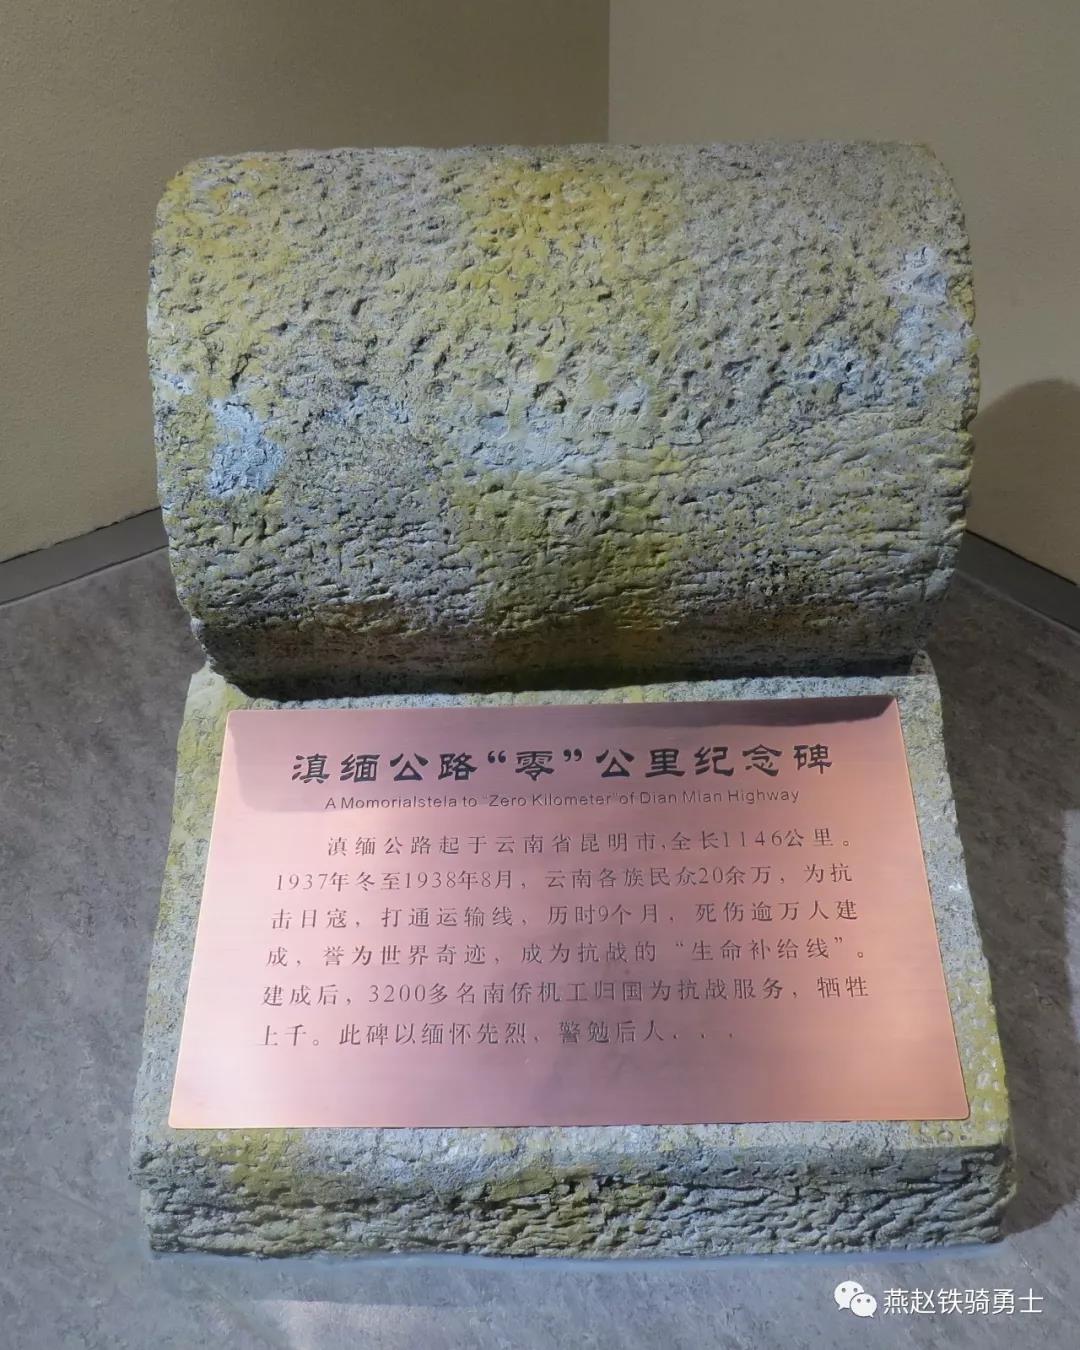 滇缅公路“零”公里纪念碑
A Momorialstela to "Zero Kilometer"of Dian Mian Highway
滇缅公路起于云南省昆明市,全长1146公里。
1937年冬至1938年8月，云南各族民众20余万，为抗
击日寇，打通运输线，历时9个月，死伤逾万人建
成，誉为世界奇迹，成为抗战的“生命补给线”。
建成后，3200多名南侨机工归国为抗战服务，牺牲
上千。此碑以缅怀先烈，警勉后人...
燕赵铁骑勇士